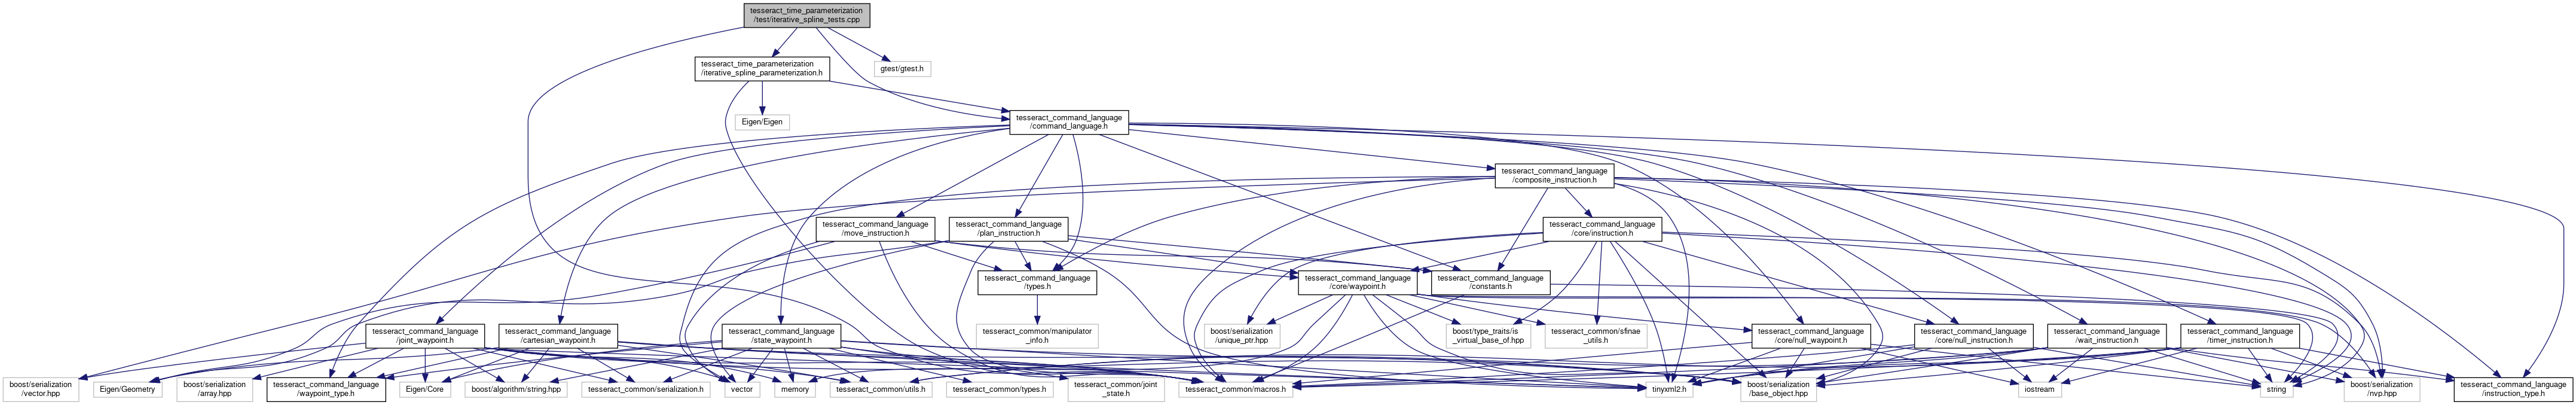 tesseract_time_parameterization
/test/iterative_spline_tests.cpp
tesseract_time_parameterization
/iterative_spline_parameterization.h
gtest/gtest.h
Eigen/Eigen
tesseract_command_language
/command_language.h
tesseract_command_language
/composite_instruction.h
tesseract_command_language
/move_instruction.h
tesseract_command_language
/plan_instruction.h
tesseract_command_language
/core/instruction.h
tesseract_command_language
/types.h
tesseract_command_language
/core/waypoint.h
tesseract_command_language
/constants.h
tesseract_command_language
/joint_waypoint.h
tesseract_command_language
/cartesian_waypoint.h
tesseract_command_language
/state_waypoint.h
tesseract_common/manipulator
_info.h
boost/serialization
/unique_ptr.hpp
boost/type_traits/is
_virtual_base_of.hpp
tesseract_common/sfinae
_utils.h
tesseract_command_language
/core/null_waypoint.h
tesseract_command_language
/core/null_instruction.h
tesseract_command_language
/wait_instruction.h
tesseract_command_language
/timer_instruction.h
boost/serialization
/vector.hpp
Eigen/Geometry
boost/serialization
/array.hpp
tesseract_command_language
/waypoint_type.h
Eigen/Core
boost/algorithm/string.hpp
tesseract_common/serialization.h
vector
memory
tesseract_common/utils.h
tesseract_common/types.h
tesseract_common/joint
_state.h
tesseract_common/macros.h
tinyxml2.h
boost/serialization
/base_object.hpp
iostream
string
boost/serialization
/nvp.hpp
tesseract_command_language
/instruction_type.h